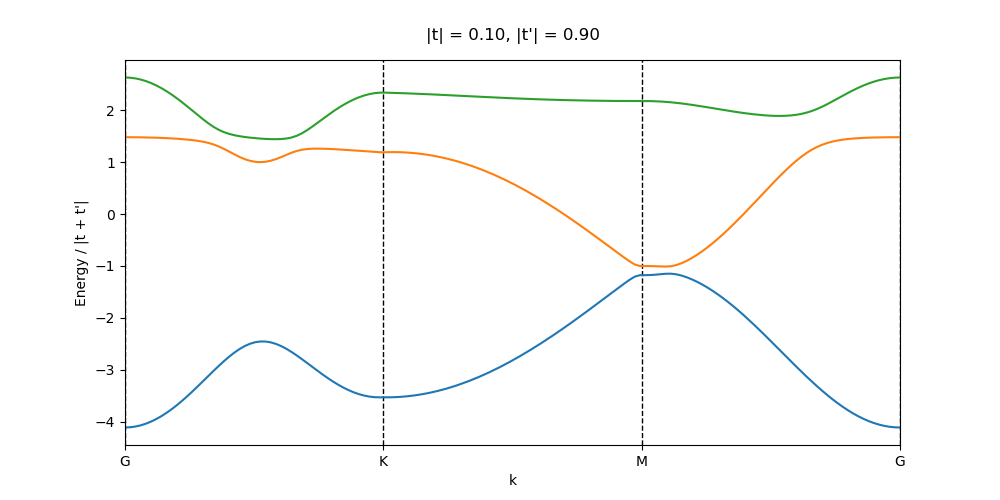 |t| = 0.10, |t'| = 0.90
Energy / |t + t'|
2
1
0
−1
−2
−3
−4
G
K
M
G
k